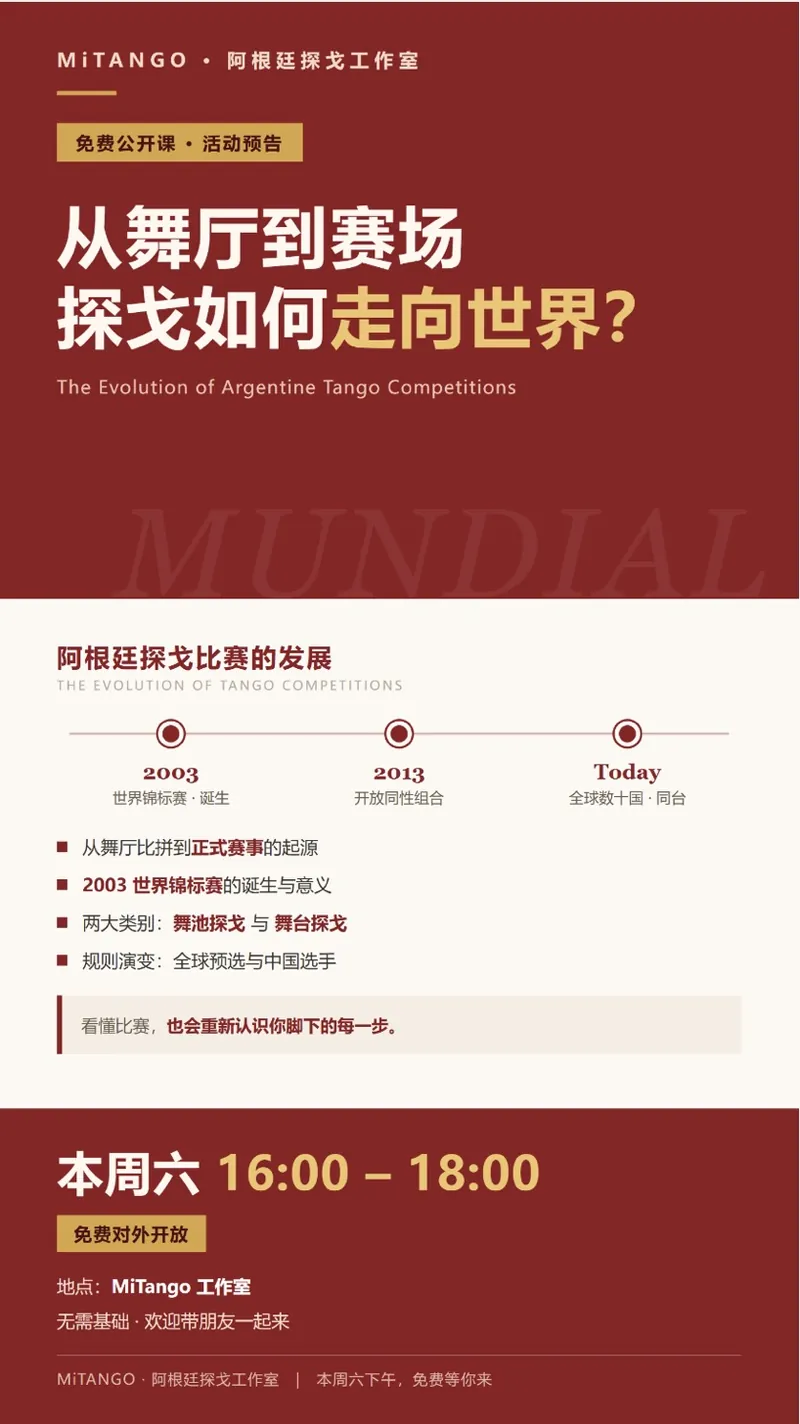 MiTANGO • 阿根廷探戈工作室
免费公开课 • 活动预告
从舞厅到赛场
探戈如何走向世界？
The Evolution of Argentine Tango Competitions
MUNDIAL
阿根廷探戈比赛的发展
THE EVOLUTION OF TANGO COMPETITIONS
2003 2013 Today
世界锦标赛 · 诞生 开放同性组合 全球数十国 · 同台
从舞厅比拼到正式赛事的起源
2003 世界锦标赛的诞生与意义
两大类别：舞池探戈 与 舞台探戈
规则演变：全球预选与中国选手
看懂比赛，也会重新认识你脚下的每一步。
本周六 16:00 – 18:00
免费对外开放
地点：MiTango 工作室
无需基础 · 欢迎带朋友一起来
MiTANGO · 阿根廷探戈工作室 | 本周六下午，免费等你来